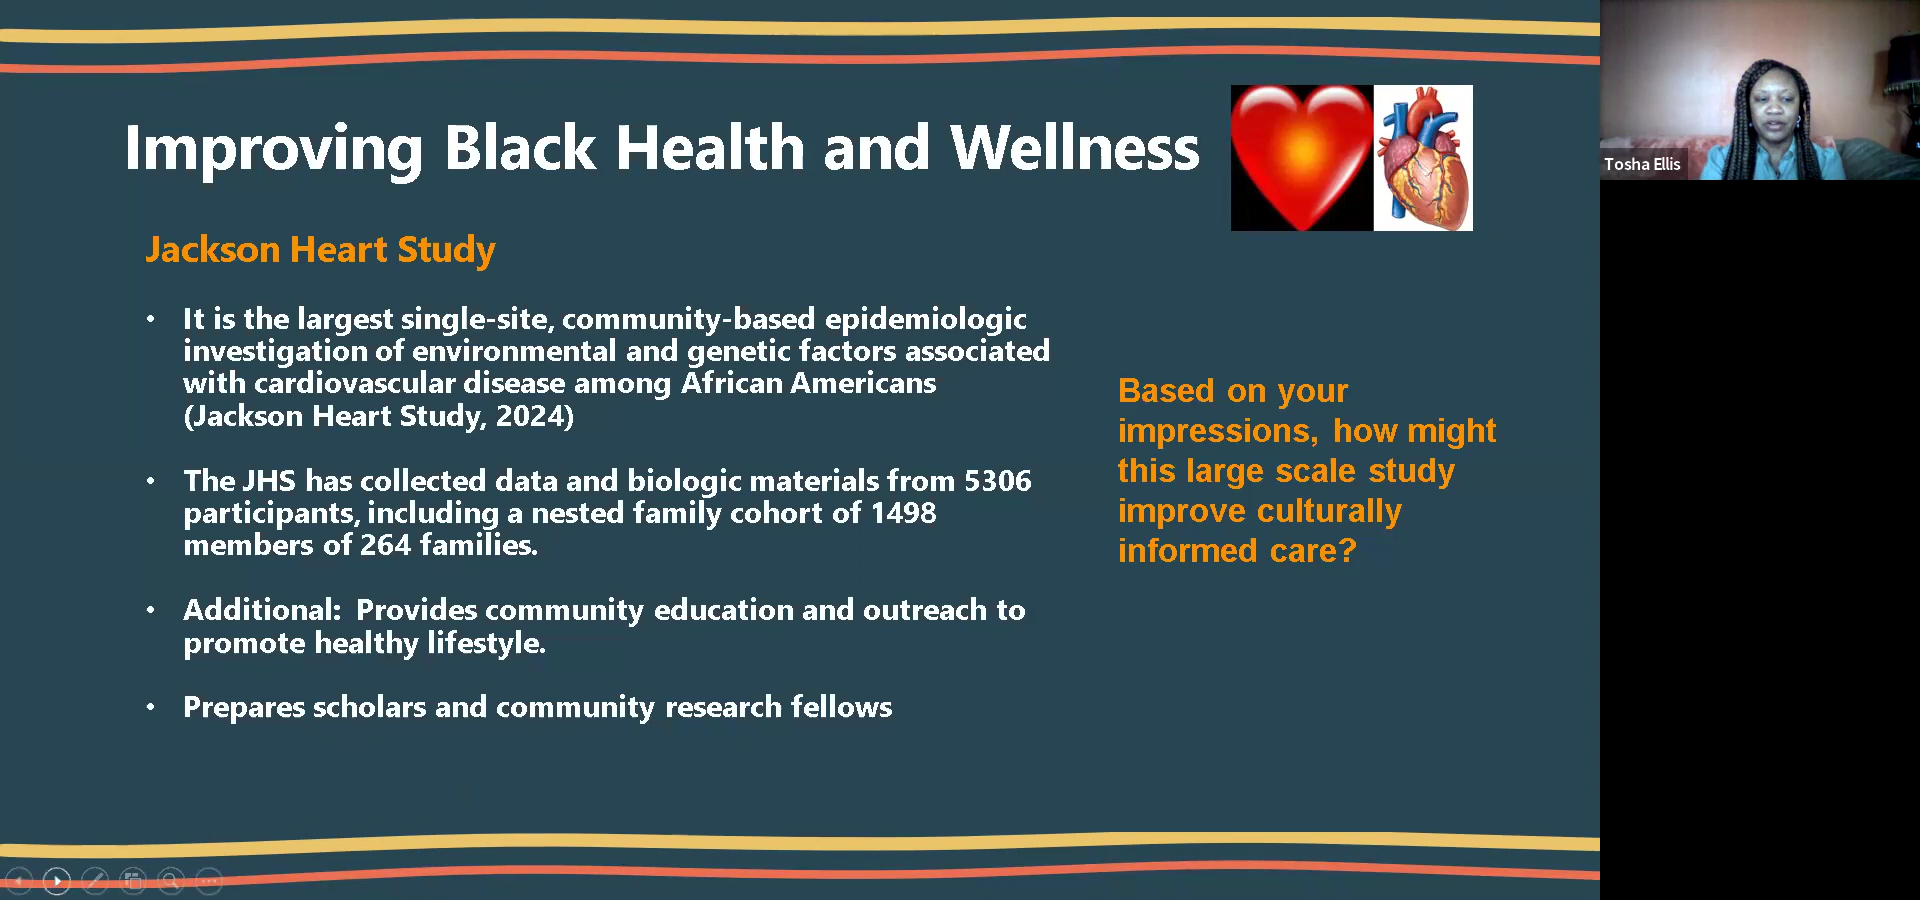 Improving Black Health and Wellness
Tosha Ellis
Jackson Heart Study
• It is the largest single-site, community-based epidemiologic
investigation of environmental and genetic factors associated
with cardiovascular disease among African Americans
(Jackson Heart Study, 2024)
• The JHS has collected data and biologic materials from 5306
participants, including a nested family cohort of 1498
members of 264 families.
• Additional:  Provides community education and outreach to
promote healthy lifestyle.
• Prepares scholars and community research fellows
Based on your
impressions, how might
this large scale study
improve culturally
informed care?